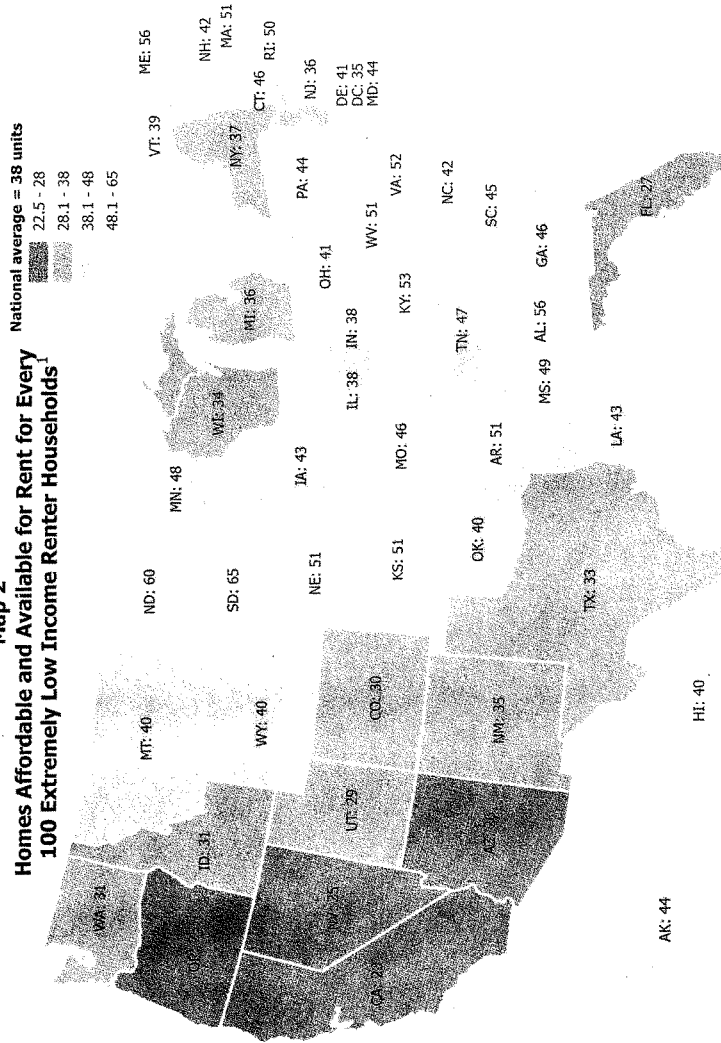 Map 2
Homes Affordable and Available for Rent for Every
100 Extremely Low Income Renter Households¹
National average = 38 units
22.5 - 28
28.1 - 38
38.1 - 48
48.1 - 65
WA: 31
MT: 40
ND: 60
MN: 48
VT: 39
ME: 56
OR:
ID: 31
WY: 40
SD: 65
WI: 34
MI: 36
NY: 37
NH: 42
MA: 51
CT: 46
RI: 50
NV: 25
UT: 29
CO: 30
NE: 51
IA: 43
IL: 38
IN: 38
OH: 41
PA: 44
NJ: 36
DE: 41
DC: 35
MD: 44
CA:
KS: 51
MO: 46
KY: 53
WV: 51
VA: 52
AZ:
NM: 35
OK: 40
AR: 51
TN: 47
NC: 42
SC: 45
TX: 33
LA: 43
MS: 49
AL: 56
GA: 46
FL: 27
AK: 44
HI: 40